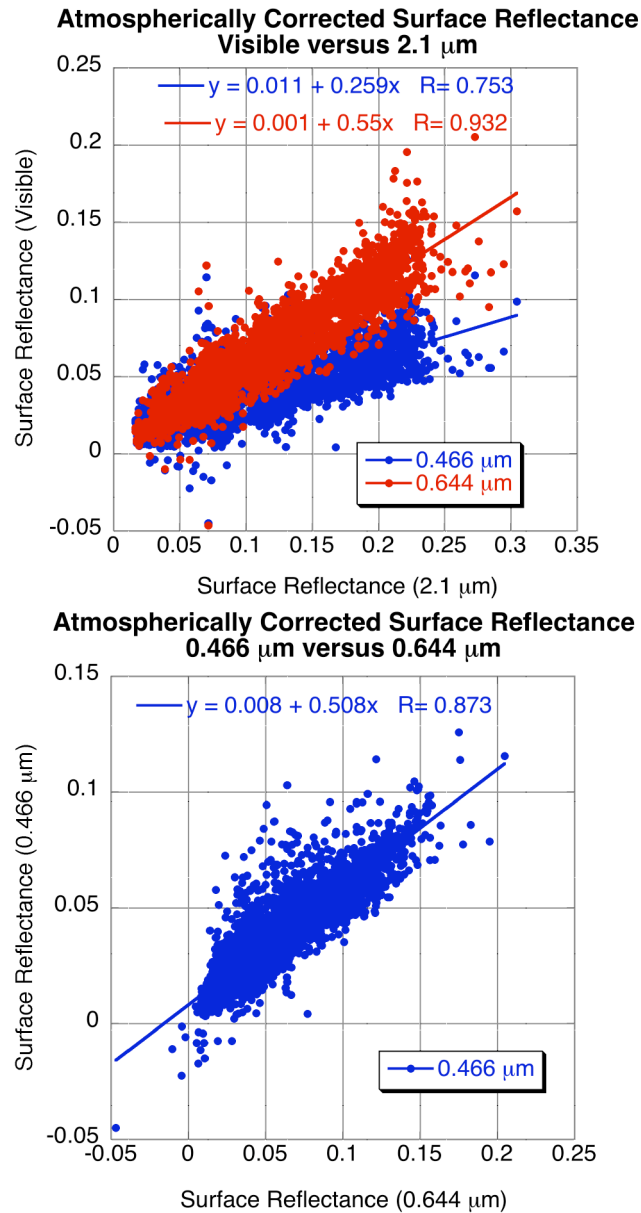 Atmospherically Corrected Surface Reflectance
Visible versus 2.1 μm
0.25
y = 0.011 + 0.259x R= 0.753
y = 0.001 + 0.55x R= 0.932
0.2
0.15
0.1
0.05
0
-0.05
Surface Reflectance (Visible)
0.466 μm
0.644 μm
0 0.05 0.1 0.15 0.2 0.25 0.3 0.35
Surface Reflectance (2.1 μm)
Atmospherically Corrected Surface Reflectance
0.466 μm versus 0.644 μm
0.15
y = 0.008 + 0.508x R= 0.873
0.1
0.05
0
-0.05
Surface Reflectance (0.466 μm)
0.466 μm
-0.05 0 0.05 0.1 0.15 0.2 0.25
Surface Reflectance (0.644 μm)